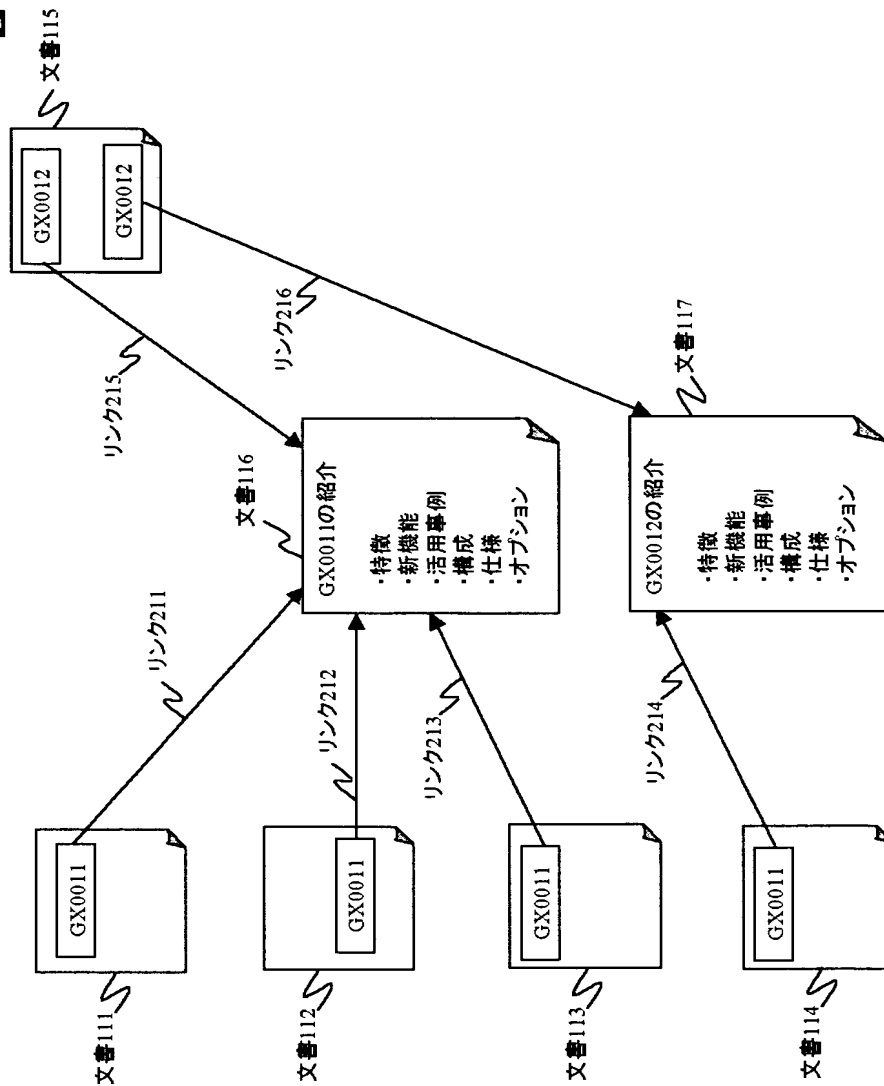 文書115
GX0012
GX0012
リンク215
リンク216
文書116
GX0011の紹介
・特徴
・新機能
・活用事例
・構成
・仕様
・オプション
文書117
GX0012の紹介
・特徴
・新機能
・活用事例
・構成
・仕様
・オプション
リンク211
リンク212
リンク213
リンク214
GX0011
文書111
GX0011
文書112
GX0011
文書113
GX0011
文書114